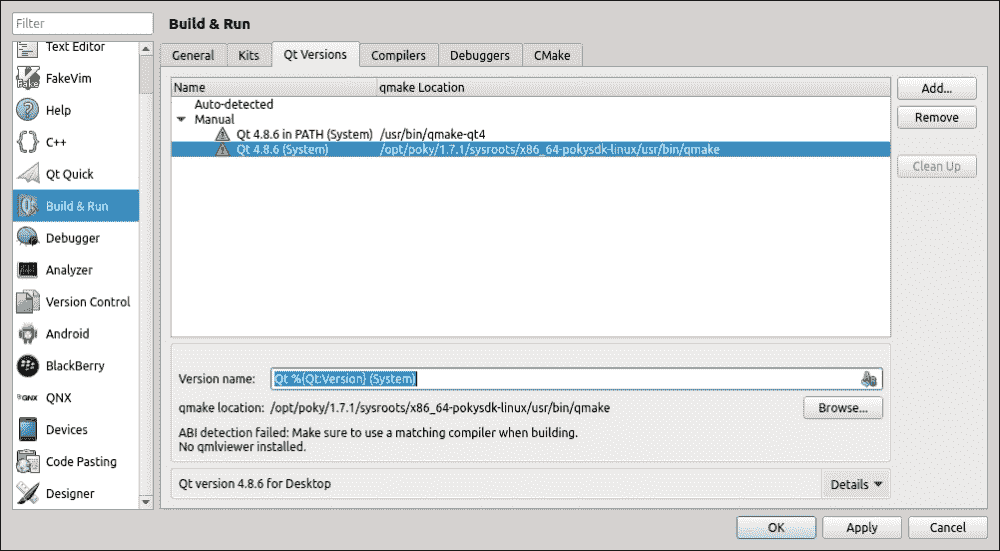 Filter
Build & Run
Text Editor
FakeVim
Help
C++
Qt Quick
Build & Run
Debugger
Analyzer
Version Control
Android
BlackBerry
QNX
QNX
Devices
Code Pasting
Designer
General Kits Qt Versions Compilers Debuggers CMake
Name qmake Location
Auto-detected
Manual
Qt 4.8.6 in PATH (System) /usr/bin/qmake-qt4
Qt 4.8.6 (System) /opt/poky/1.7.1/sysroots/x86_64-pokysdk-linux/usr/bin/qmake
Add...
Remove
Clean Up
Version name: Qt %{Qt:Version} (System)
qmake location: /opt/poky/1.7.1/sysroots/x86_64-pokysdk-linux/usr/bin/qmake
Browse...
ABI detection failed: Make sure to use a matching compiler when building.
No qmlviewer installed.
Qt version 4.8.6 for Desktop
Details
OK Apply Cancel